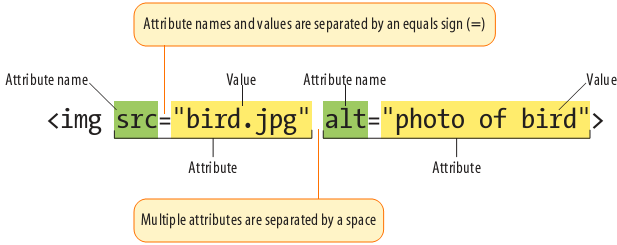 Attribute names and values are separated by an equals sign (=)
Attribute name
Value
Attribute name
Value
<img src="bird.jpg" alt="photo of bird">
Attribute
Attribute
Multiple attributes are separated by a space